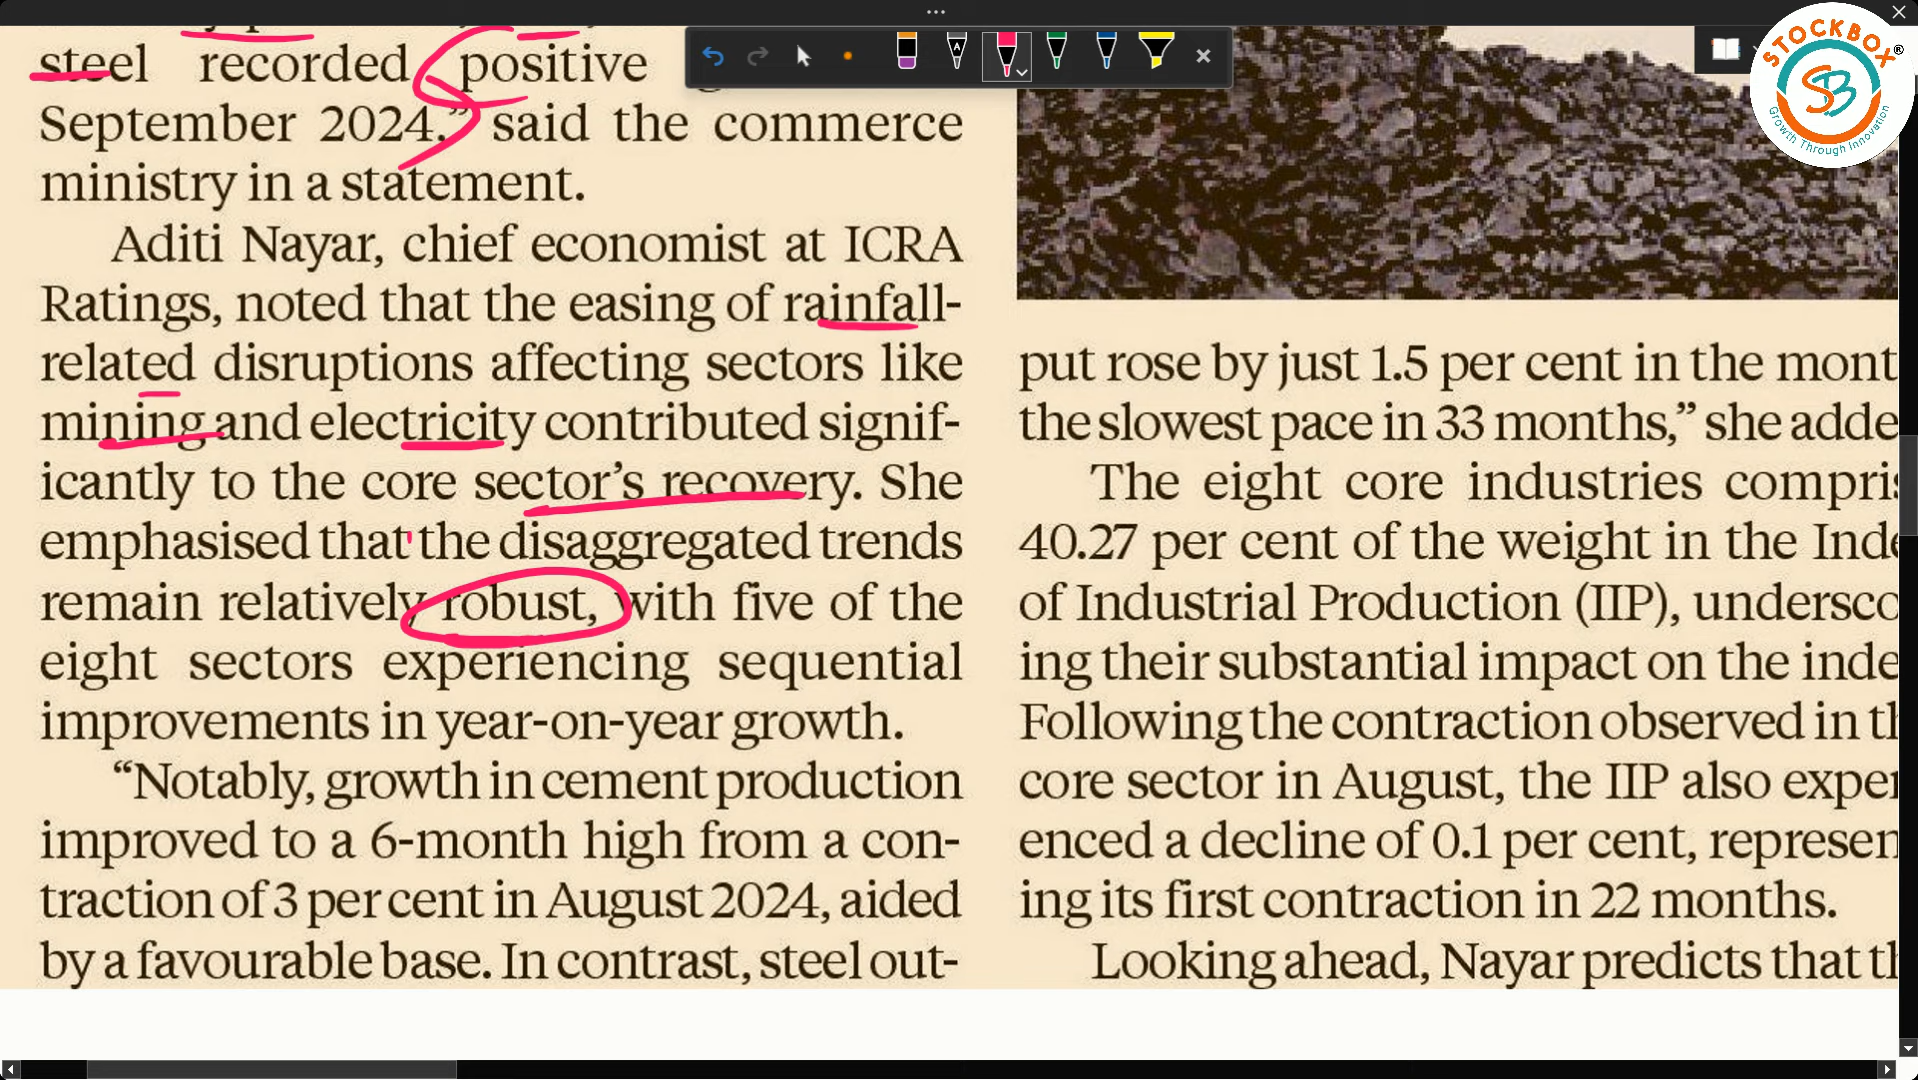 steel recorded positive
September 2024,” said the commerce
ministry in a statement.
Aditi Nayar, chief economist at ICRA
Ratings, noted that the easing of rainfall-
related disruptions affecting sectors like
mining and electricity contributed signif-
icantly to the core sector’s recovery. She
emphasised that the disaggregated trends
remain relatively robust, with five of the
eight sectors experiencing sequential
improvements in year-on-year growth.
“Notably, growth in cement production
improved to a 6-month high from a con-
traction of 3 per cent in August 2024, aided
by a favourable base. In contrast, steel out-
put rose by just 1.5 per cent in the mont
the slowest pace in 33 months,” she adde
The eight core industries compris
40.27 per cent of the weight in the Inde
of Industrial Production (IIP), undersco
ing their substantial impact on the inde
Following the contraction observed in th
core sector in August, the IIP also exper
enced a decline of 0.1 per cent, represen
ing its first contraction in 22 months.
Looking ahead, Nayar predicts that th
STOCKBOX®
SB
Growth Through Innovation